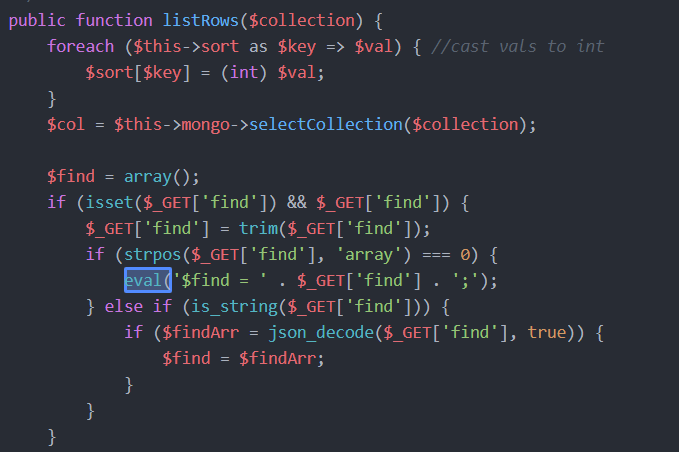 public function listRows($collection) {
    foreach ($this->sort as $key => $val) { //cast vals to int
        $sort[$key] = (int) $val;
    }
    $col = $this->mongo->selectCollection($collection);

    $find = array();
    if (isset($_GET['find']) && $_GET['find']) {
        $_GET['find'] = trim($_GET['find']);
        if (strpos($_GET['find'], 'array') === 0) {
            eval('$find = ' . $_GET['find'] . ';');
        } else if (is_string($_GET['find'])) {
            if ($findArr = json_decode($_GET['find'], true)) {
                $find = $findArr;
            }
        }
    }